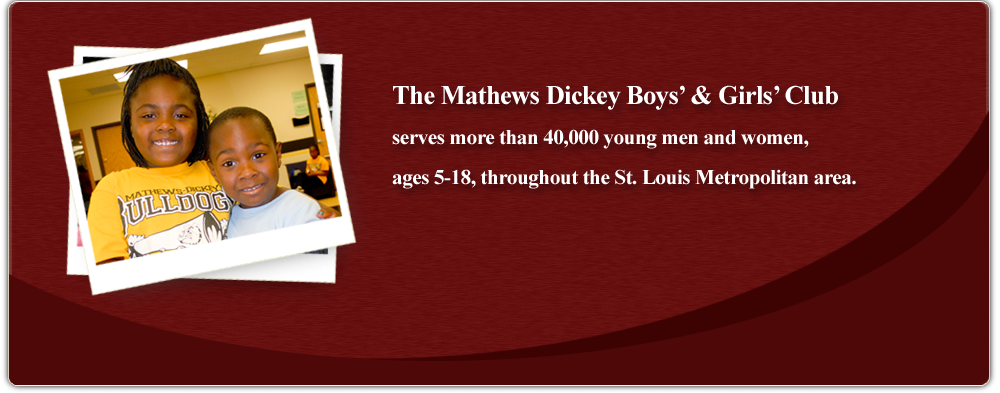 The Mathews Dickey Boys’ & Girls’ Club
serves more than 40,000 young men and women,
ages 5-18, throughout the St. Louis Metropolitan area.
MATHEWS-DICKEY
BULLDOG